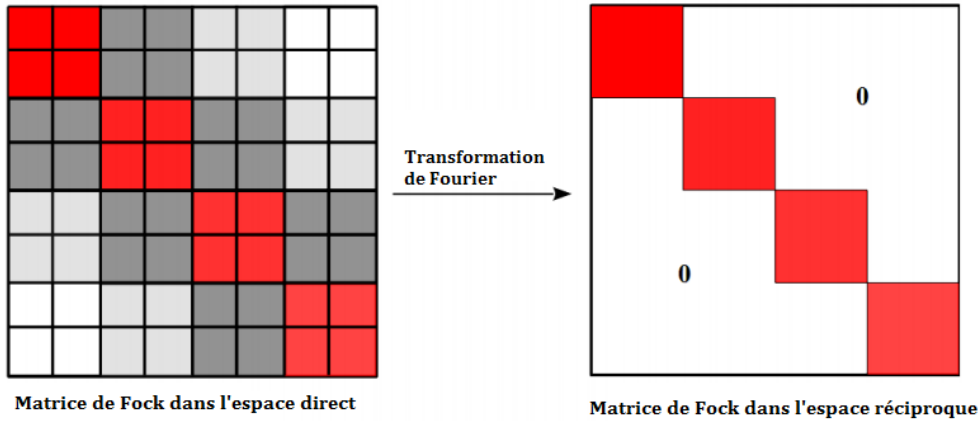 0
Transformation
de Fourier
0
Matrice de Fock dans l'espace direct
Matrice de Fock dans l'espace réciproque